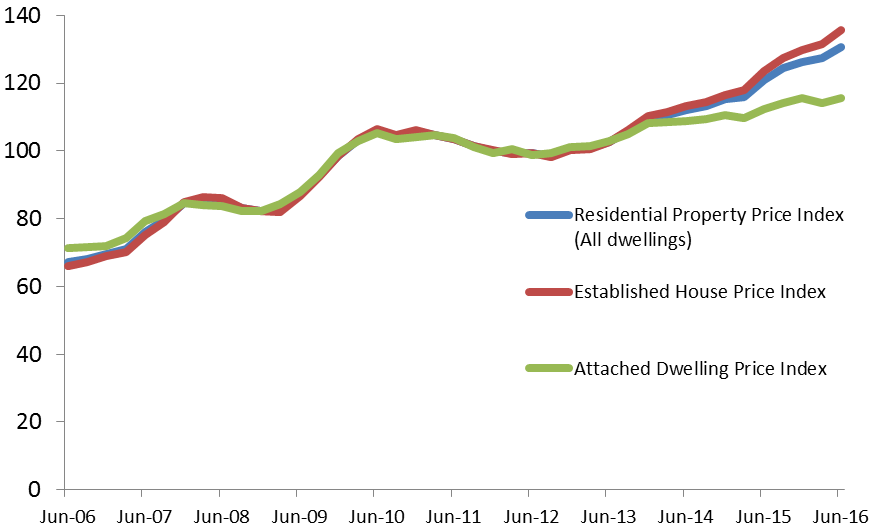 140
120
100
80
60
40
20
0
Residential Property Price Index
(All dwellings)
Established House Price Index
Attached Dwelling Price Index
Jun-06 Jun-07 Jun-08 Jun-09 Jun-10 Jun-11 Jun-12 Jun-13 Jun-14 Jun-15 Jun-16